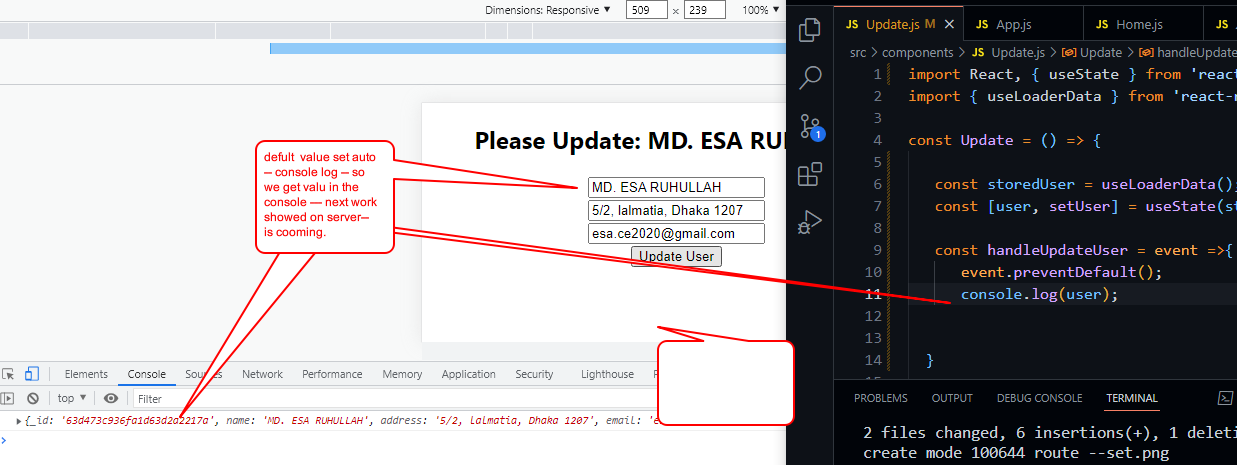 Dimensions: Responsive ▼ 509 × 239 100% ▼
Please Update: MD. ESA RU
defult value set auto
– console log – so
we get valu in the
console –– next work
showed on server–
is cooming.
MD. ESA RUHULLAH
5/2, lalmatia, Dhaka 1207
esa.ce2020@gmail.com
Update User
Elements Console Sources Network Performance Memory Application Security Lighthouse
top ▼ Filter
{_id: '63d473c936fa1d63d2a2217a', name: 'MD. ESA RUHULLAH', address: '5/2, lalmatia, Dhaka 1207', email: 'e
JS Update.js M × JS App.js JS Home.js JS
src > components > JS Update.js > Update > handleUpdate
1 import React, { useState } from 'react
2 import { useLoaderData } from 'react-r
3
4 const Update = () => {
5
6 const storedUser = useLoaderData();
7 const [user, setUser] = useState(st
8
9 const handleUpdateUser = event =>{
10 event.preventDefault();
11 console.log(user);
12
13
14 }
1
PROBLEMS OUTPUT DEBUG CONSOLE TERMINAL
2 files changed, 6 insertions(+), 1 deleti
create mode 100644 route --set.png